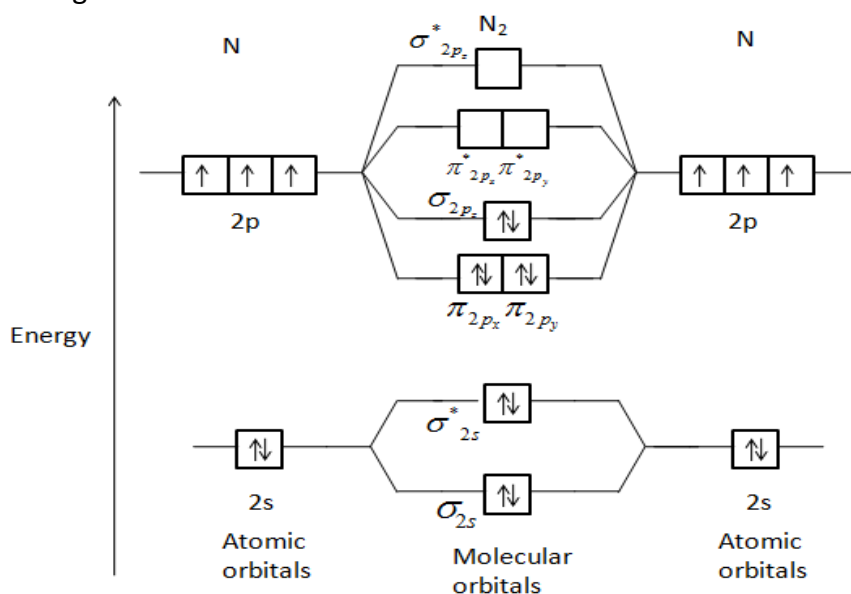 N
N₂
N
σ*2pz
π*2pz π*2py
σ2pz
2p
2p
π2px π2py
Energy
σ*2s
σ2s
2s
2s
Atomic
orbitals
Molecular
orbitals
Atomic
orbitals